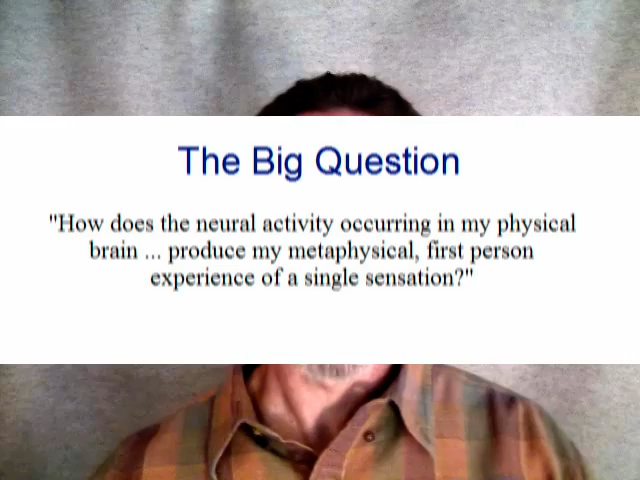 The Big Question
"How does the neural activity occurring in my physical
brain ... produce my metaphysical, first person
experience of a single sensation?"